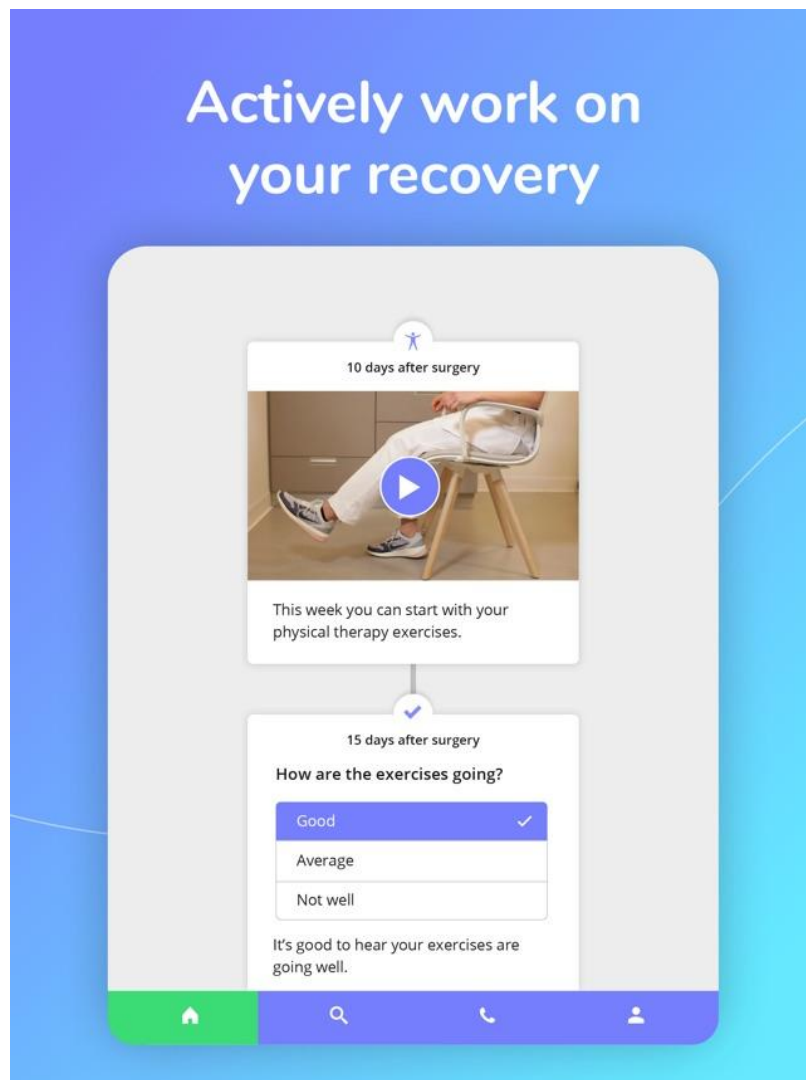 Actively work on
your recovery
10 days after surgery
This week you can start with your
physical therapy exercises.
15 days after surgery
How are the exercises going?
Good
Average
Not well
It's good to hear your exercises are
going well.